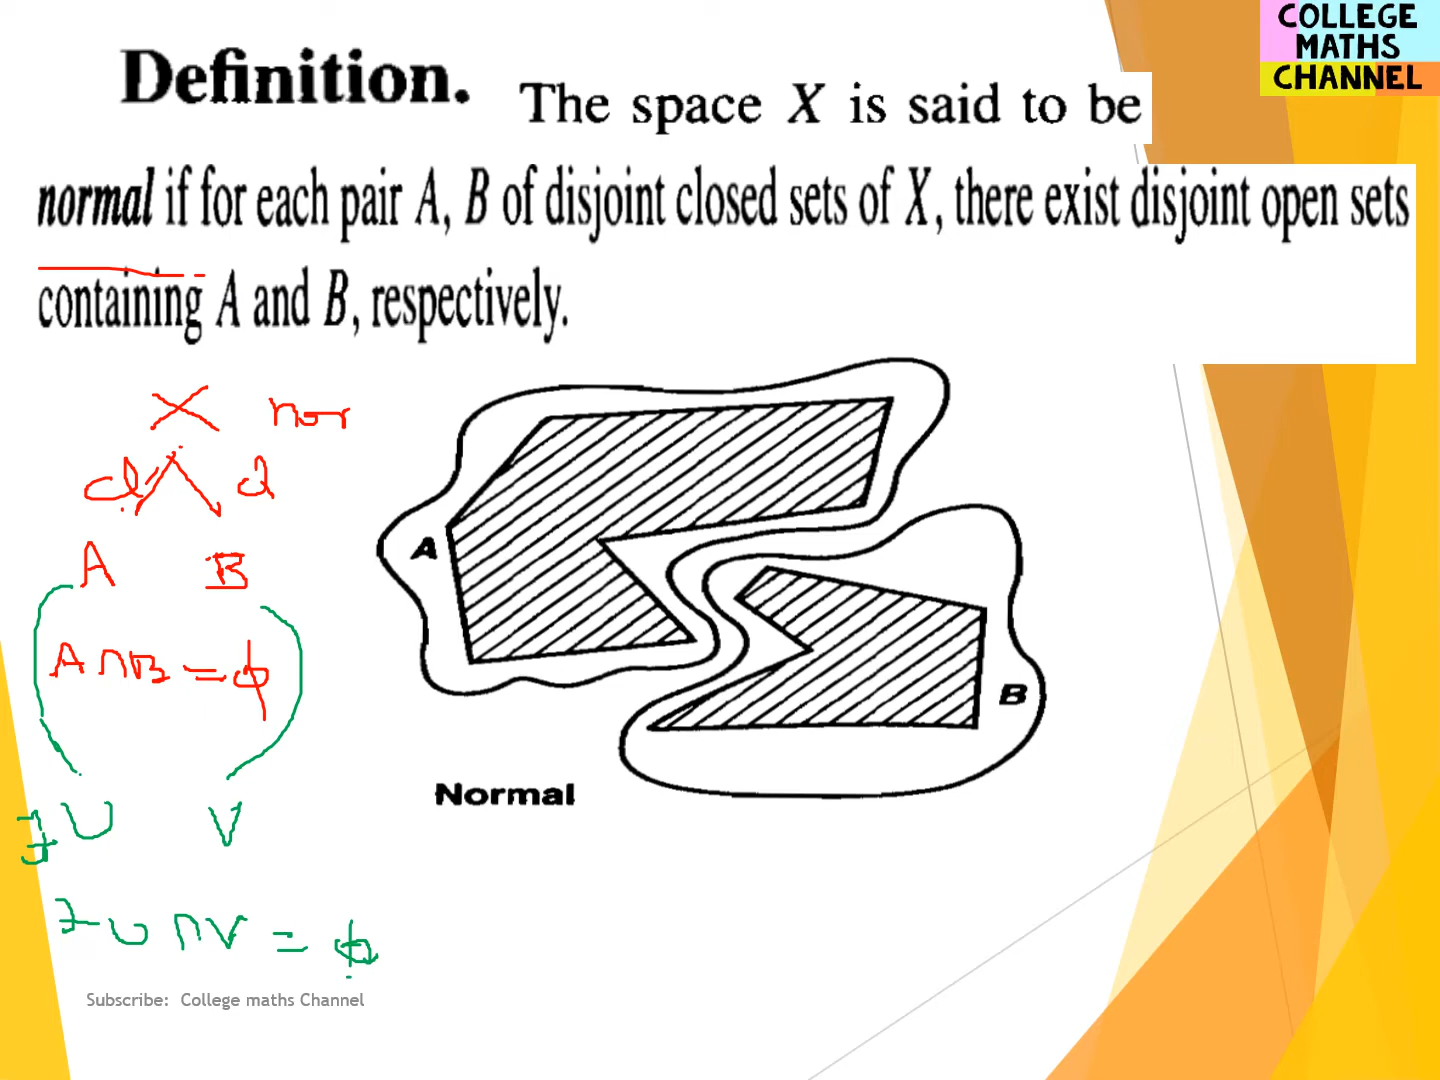 COLLEGE
MATHS
CHANNEL
Definition.
The space X is said to be
normal if for each pair A, B of disjoint closed sets of X, there exist disjoint open sets
containing A and B, respectively.
X nor
A B
A∩B = ϕ
∃ U V
∋ U∩V = ϕ
A
B
Normal
Subscribe: College maths Channel